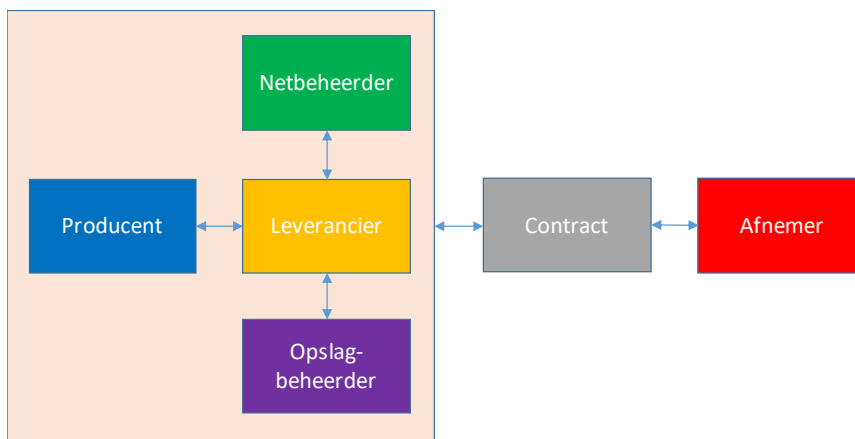 Netbeheerder
Producent
Leverancier
Contract
Afnemer
Opslag-
beheerder